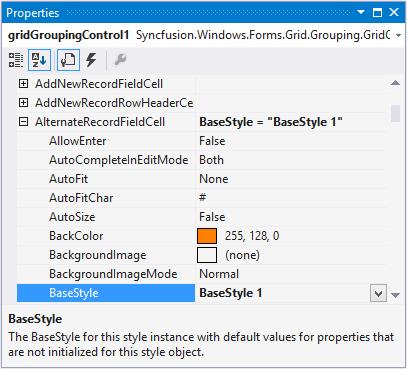 Properties
gridGroupingControl1 Syncfusion.Windows.Forms.Grid.Grouping.GridC
AddNewRecordFieldCell
AddNewRecordRowHeaderCe
AlternateRecordFieldCell BaseStyle = "BaseStyle 1"
AllowEnter False
AutoCompleteInEditMode Both
AutoFit None
AutoFitChar #
AutoSize False
BackColor 255, 128, 0
BackgroundImage (none)
BackgroundImageMode Normal
BaseStyle BaseStyle 1
BaseStyle
The BaseStyle for this style instance with default values for properties that
are not initialized for this style object.